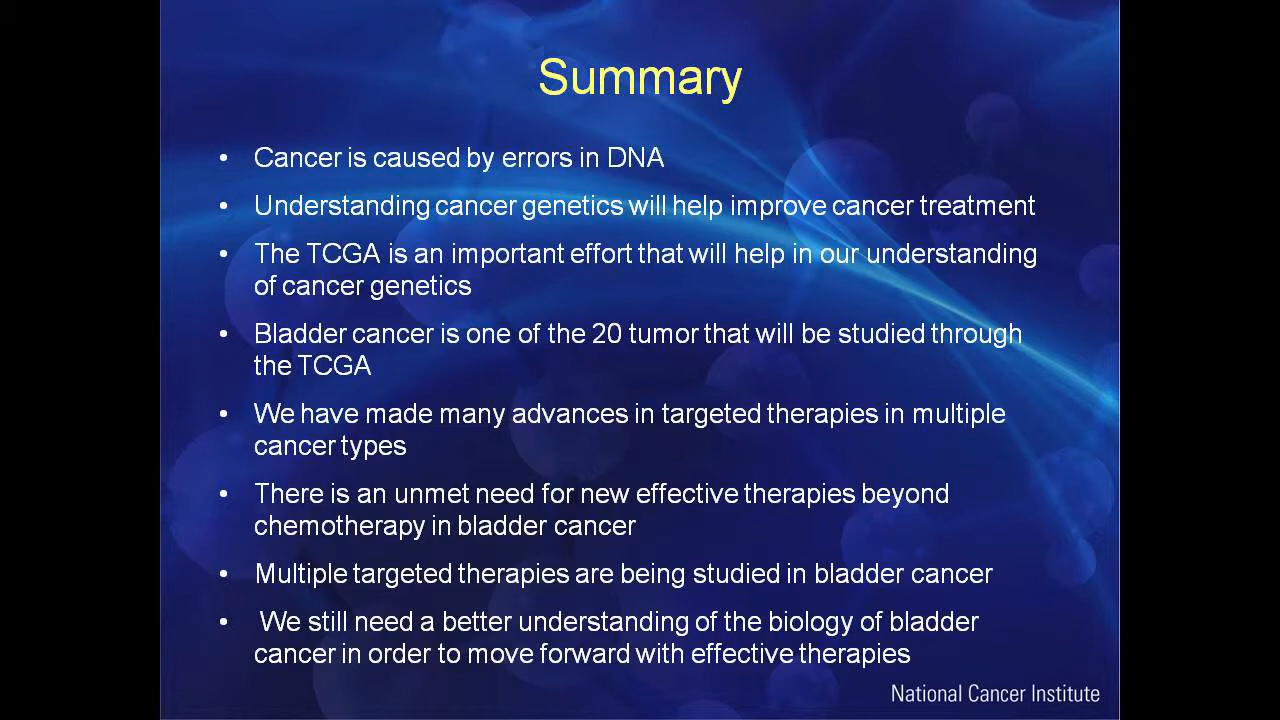 Summary
• Cancer is caused by errors in DNA
• Understanding cancer genetics will help improve cancer treatment
• The TCGA is an important effort that will help in our understanding
of cancer genetics
• Bladder cancer is one of the 20 tumor that will be studied through
the TCGA
• We have made many advances in targeted therapies in multiple
cancer types
• There is an unmet need for new effective therapies beyond
chemotherapy in bladder cancer
• Multiple targeted therapies are being studied in bladder cancer
• We still need a better understanding of the biology of bladder
cancer in order to move forward with effective therapies
National Cancer Institute